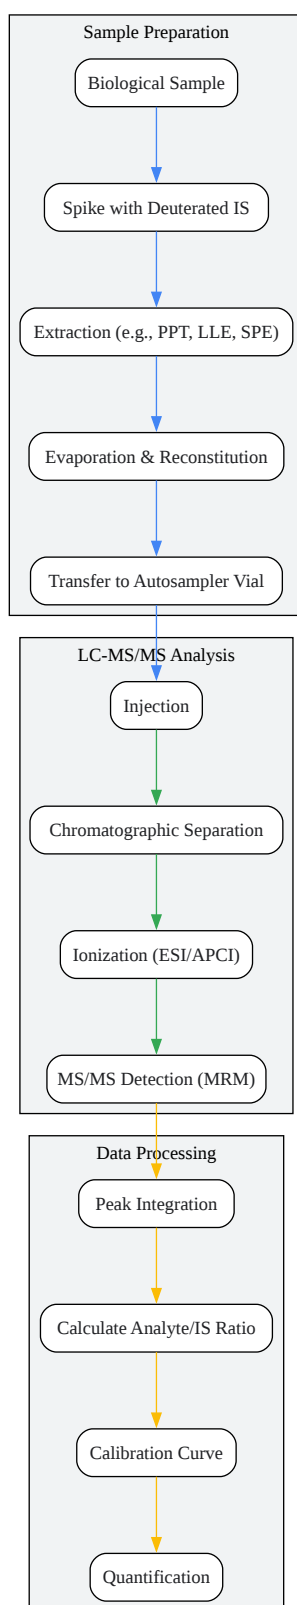 Sample Preparation
Biological Sample
Spike with Deuterated IS
Extraction (e.g., PPT, LLE, SPE)
Evaporation & Reconstitution
Transfer to Autosampler Vial
LC-MS/MS Analysis
Injection
Chromatographic Separation
Ionization (ESI/APCI)
MS/MS Detection (MRM)
Data Processing
Peak Integration
Calculate Analyte/IS Ratio
Calibration Curve
Quantification